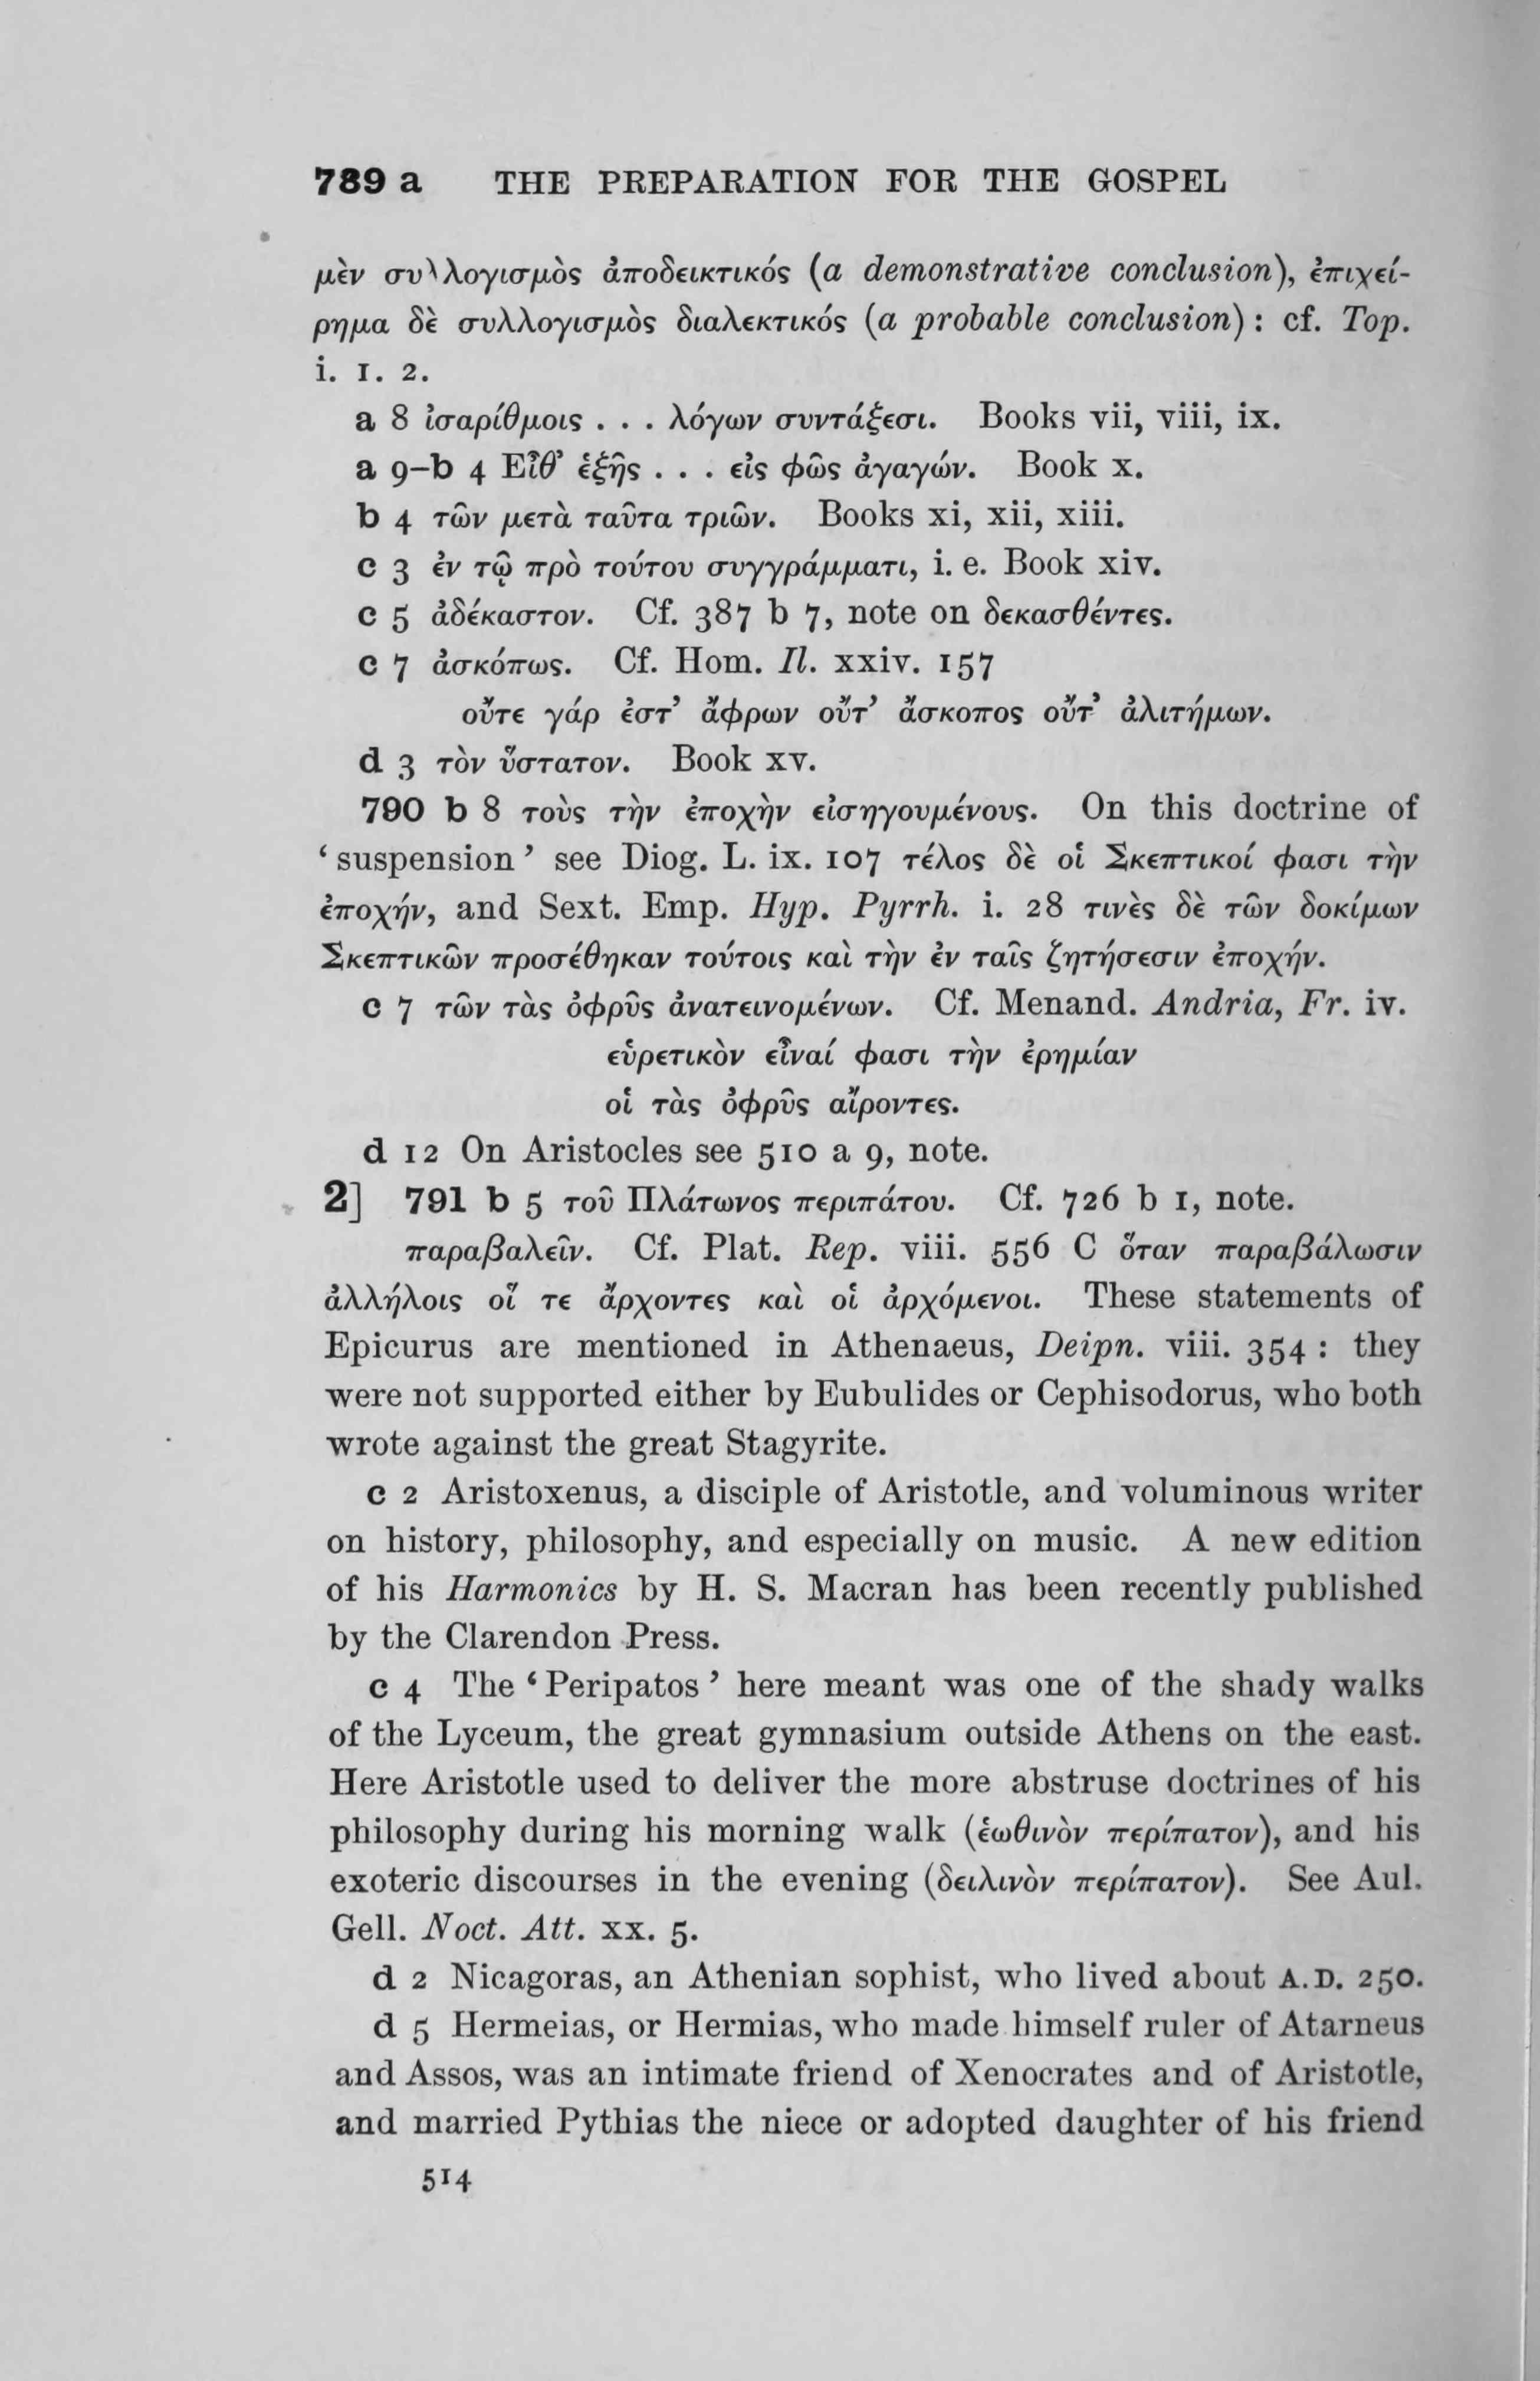 789 a THE PREPARATION FOR THE GOSPEL
μὲν συλλογισμὸς ἀποδεικτικός (a demonstrative conclusion), ἐπιχεί-
ρημα δὲ συλλογισμὸς διαλεκτικός (a probable conclusion) : cf. Top.
i. 1. 2.
a 8 ἰσαρίθμοις . . . λόγων συντάξεσι. Books vii, viii, ix.
a 9–b 4 Εἶθ’ ἑξῆς . . . εἰς φῶς ἀγαγών. Book x.
b 4 τῶν μετὰ ταῦτα τριῶν. Books xi, xii, xiii.
c 3 ἐν τῷ πρὸ τούτου συγγράμματι, i. e. Book xiv.
c 5 ἀδέκαστον. Cf. 387 b 7, note on δεκασθέντες.
c 7 ἀσκόπως. Cf. Hom. Il. xxiv. 157
οὔτε γάρ ἐστ’ ἄφρων οὔτ’ ἄσκοπος οὔτ’ ἀλιτήμων.
d 3 τὸν ὕστατον. Book xv.
790 b 8 τοὺς τὴν ἐποχὴν εἰσηγουμένους. On this doctrine of
‘ suspension ’ see Diog. L. ix. 107 τέλος δὲ οἱ Σκεπτικοί φασι τὴν
ἐποχήν, and Sext. Emp. Hyp. Pyrrh. i. 28 τινὲς δὲ τῶν δοκίμων
Σκεπτικῶν προσέθηκαν τούτοις καὶ τὴν ἐν ταῖς ζητήσεσιν ἐποχήν.
c 7 τῶν τὰς ὀφρῦς ἀνατεινομένων. Cf. Menand. Andria, Fr. iv.
εὑρετικὸν εἶναί φασι τὴν ἐρημίαν
οἱ τὰς ὀφρῦς αἴροντες.
d 12 On Aristocles see 510 a 9, note.
2] 791 b 5 τοῦ Πλάτωνος περιπάτου. Cf. 726 b 1, note.
παραβαλεῖν. Cf. Plat. Rep. viii. 556 C ὅταν παραβάλωσιν
ἀλλήλοις οἵ τε ἄρχοντες καὶ οἱ ἀρχόμενοι. These statements of
Epicurus are mentioned in Athenaeus, Deipn. viii. 354 : they
were not supported either by Eubulides or Cephisodorus, who both
wrote against the great Stagyrite.
c 2 Aristoxenus, a disciple of Aristotle, and voluminous writer
on history, philosophy, and especially on music. A new edition
of his Harmonics by H. S. Macran has been recently published
by the Clarendon Press.
c 4 The ‘ Peripatos ’ here meant was one of the shady walks
of the Lyceum, the great gymnasium outside Athens on the east.
Here Aristotle used to deliver the more abstruse doctrines of his
philosophy during his morning walk (ἑωθινὸν περίπατον), and his
exoteric discourses in the evening (δειλινὸν περίπατον). See Aul.
Gell. Noct. Att. xx. 5.
d 2 Nicagoras, an Athenian sophist, who lived about A.D. 250.
d 5 Hermeias, or Hermias, who made himself ruler of Atarneus
and Assos, was an intimate friend of Xenocrates and of Aristotle,
and married Pythias the niece or adopted daughter of his friend
514